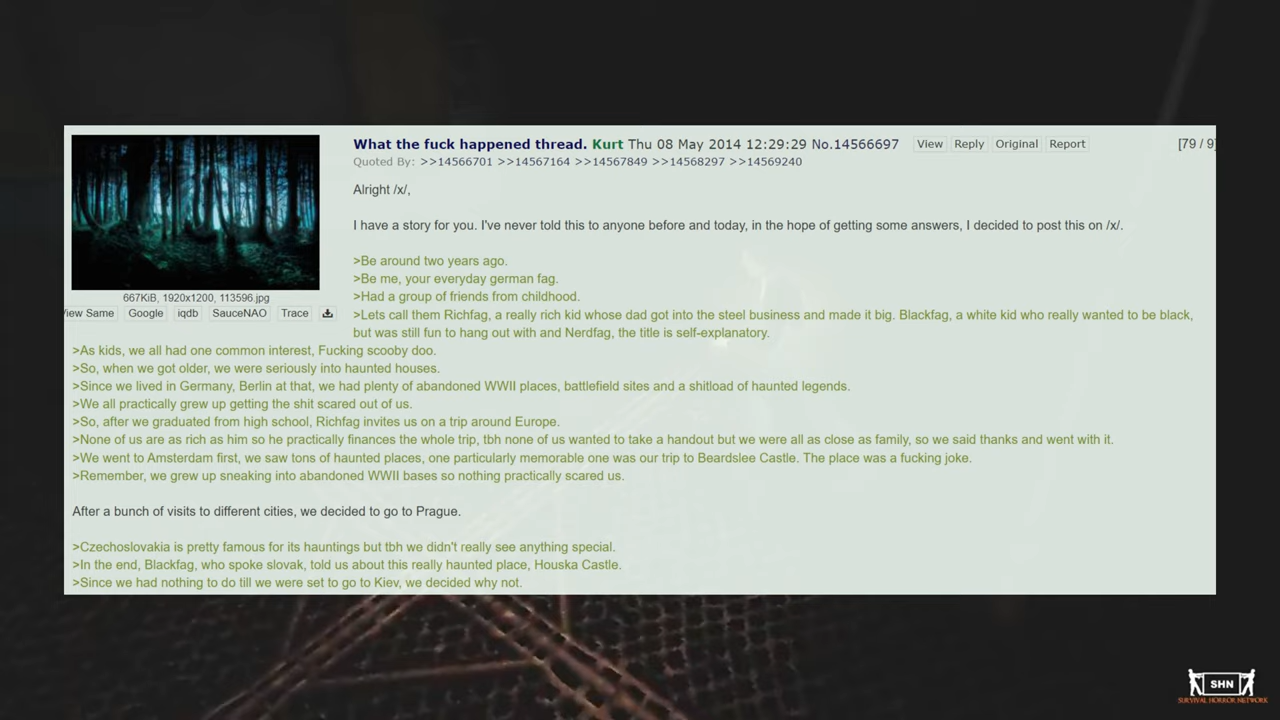 What the fuck happened thread. Kurt Thu 08 May 2014 12:29:29 No.14566697 View Reply Original Report [79 / 9]
Quoted By: >>14566701 >>14567164 >>14567849 >>14568297 >>14569240
Alright /x/,
I have a story for you. I've never told this to anyone before and today, in the hope of getting some answers, I decided to post this on /x/.
>Be around two years ago.
>Be me, your everyday german fag.
>Had a group of friends from childhood.
667KiB, 1920x1200, 113596.jpg
View Same Google iqdb SauceNAO Trace
>Lets call them Richfag, a really rich kid whose dad got into the steel business and made it big. Blackfag, a white kid who really wanted to be black,
but was still fun to hang out with and Nerdfag, the title is self-explanatory.
>As kids, we all had one common interest, Fucking scooby doo.
>So, when we got older, we were seriously into haunted houses.
>Since we lived in Germany, Berlin at that, we had plenty of abandoned WWII places, battlefield sites and a shitload of haunted legends.
>We all practically grew up getting the shit scared out of us.
>So, after we graduated from high school, Richfag invites us on a trip around Europe.
>None of us are as rich as him so he practically finances the whole trip, tbh none of us wanted to take a handout but we were all as close as family, so we said thanks and went with it.
>We went to Amsterdam first, we saw tons of haunted places, one particularly memorable one was our trip to Beardslee Castle. The place was a fucking joke.
>Remember, we grew up sneaking into abandoned WWII bases so nothing practically scared us.
After a bunch of visits to different cities, we decided to go to Prague.
>Czechoslovakia is pretty famous for its hauntings but tbh we didn't really see anything special.
>In the end, Blackfag, who spoke slovak, told us about this really haunted place, Houska Castle.
>Since we had nothing to do till we were set to go to Kiev, we decided why not.
SHN
SURVIVAL HORROR NETWORK